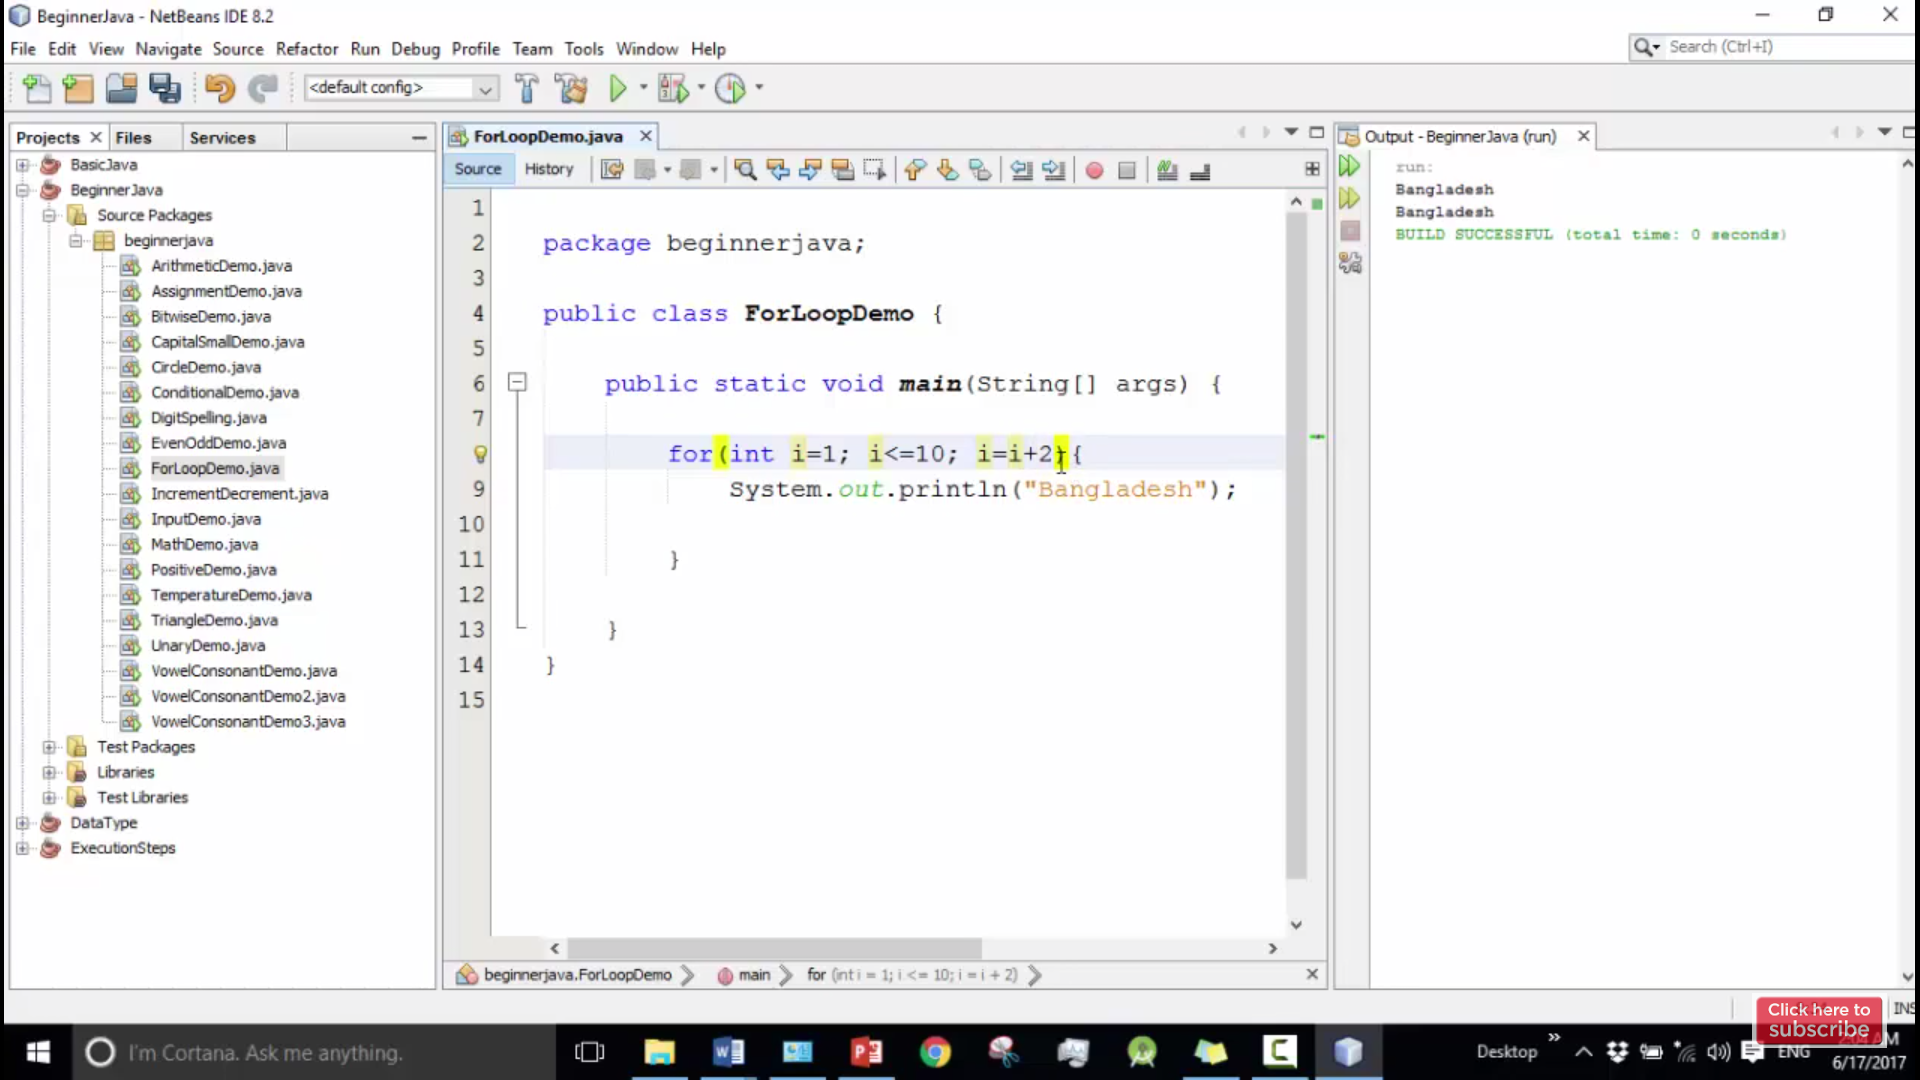 BeginnerJava - NetBeans IDE 8.2
File Edit View Navigate Source Refactor Run Debug Profile Team Tools Window Help
Search (Ctrl+I)
<default config>
Projects Files Services
BasicJava
BeginnerJava
Source Packages
beginnerjava
ArithmeticDemo.java
AssignmentDemo.java
BitwiseDemo.java
CapitalSmallDemo.java
CircleDemo.java
ConditionalDemo.java
DigitSpelling.java
EvenOddDemo.java
ForLoopDemo.java
IncrementDecrement.java
InputDemo.java
MathDemo.java
PositiveDemo.java
TemperatureDemo.java
TriangleDemo.java
UnaryDemo.java
VowelConsonantDemo.java
VowelConsonantDemo2.java
VowelConsonantDemo3.java
Test Packages
Libraries
Test Libraries
DataType
ExecutionSteps
ForLoopDemo.java
Source History
1
2 package beginnerjava;
3
4 public class ForLoopDemo {
5
6 public static void main(String[] args) {
7
for(int i=1; i<=10; i=i+2){
9 System.out.println("Bangladesh");
10
11 }
12
13 }
14 }
15
beginnerjava.ForLoopDemo main for (int i = 1; i <= 10; i = i + 2)
Output - BeginnerJava (run)
run:
Bangladesh
Bangladesh
BUILD SUCCESSFUL (total time: 0 seconds)
INS
Click here to
subscribe
I'm Cortana. Ask me anything.
Desktop
ENG
6/17/2017